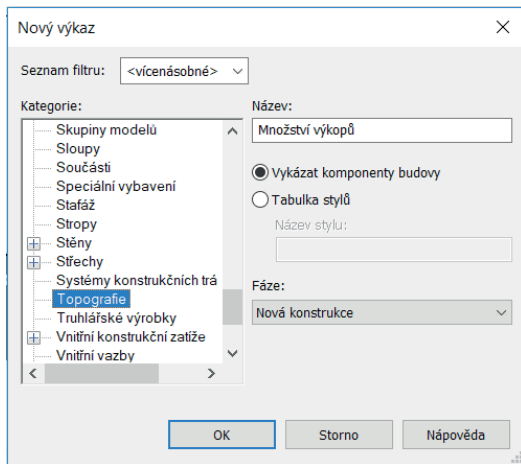 Nový výkaz
Seznam filtru: <vícenásobné>
Kategorie:
Skupiny modelů
Sloupy
Součásti
Speciální vybavení
Stafáž
Stropy
Stěny
Střechy
Systémy konstrukčních trá
Topografie
Truhlářské výrobky
Vnitřní konstrukční zatíže
Vnitřní vazby
Název:
Množství výkopů
Vykázat komponenty budovy
Tabulka stylů
Název stylu:
Fáze:
Nová konstrukce
OK Storno Nápověda